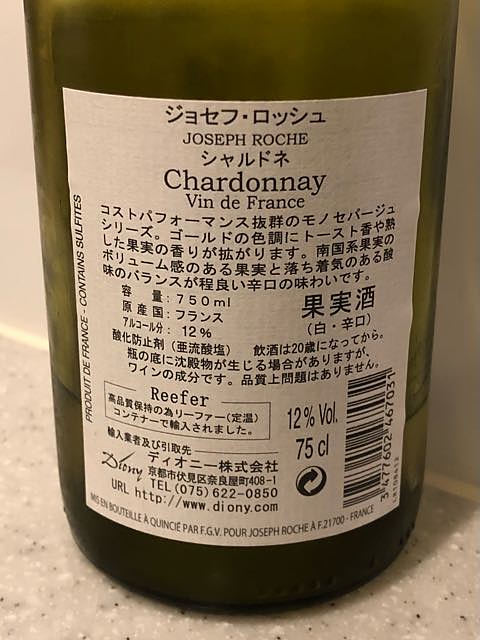 ジョセフ・ロッシュ
JOSEPH ROCHE
シャルドネ
Chardonnay
Vin de France
コストパフォーマンス抜群のモノセパージュ
シリーズ。ゴールドの色調にトースト香や熟
した果実の香りが拡がります。南国系果実の
ボリューム感のある果実と落ち着気のある酸
味のバランスが程良い辛口の味わいです。
容 量：750ml
原産国：フランス
アルコール分： 12%
果実酒
(白・辛口)
酸化防止剤（亜流酸塩） 飲酒は20歳になってから。
瓶の底に沈殿物が生じる場合がありますが、
ワインの成分です。品質上問題はありません。
Reefer
高品質保持の為リーファー(定温)
コンテナーで輸入されました。
輸入業者及び引取先
Diony ディオニー株式会社
京都市伏見区奈良屋町408-1
TEL(075)622-0850
URL http://www.diony.com
12% Vol.
75 cl
3 477602 467031
LRT08412
MIS EN BOUTEILLE À QUINCIÉ PAR F.G.V. POUR JOSEPH ROCHE À F.21700 - FRANCE
PRODUIT DE FRANCE - CONTAINS SULFITES